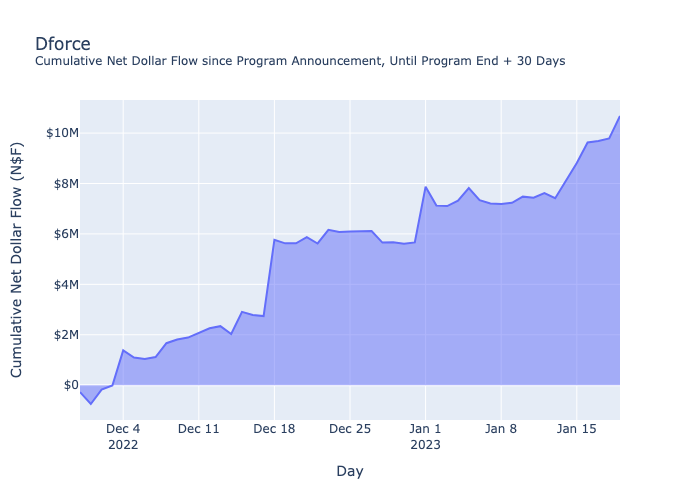 Dforce
Cumulative Net Dollar Flow since Program Announcement, Until Program End + 30 Days
Cumulative Net Dollar Flow (N$F)
$10M
$8M
$6M
$4M
$2M
$0
Dec 4 Dec 11 Dec 18 Dec 25 Jan 1 Jan 8 Jan 15
2022 2023
Day